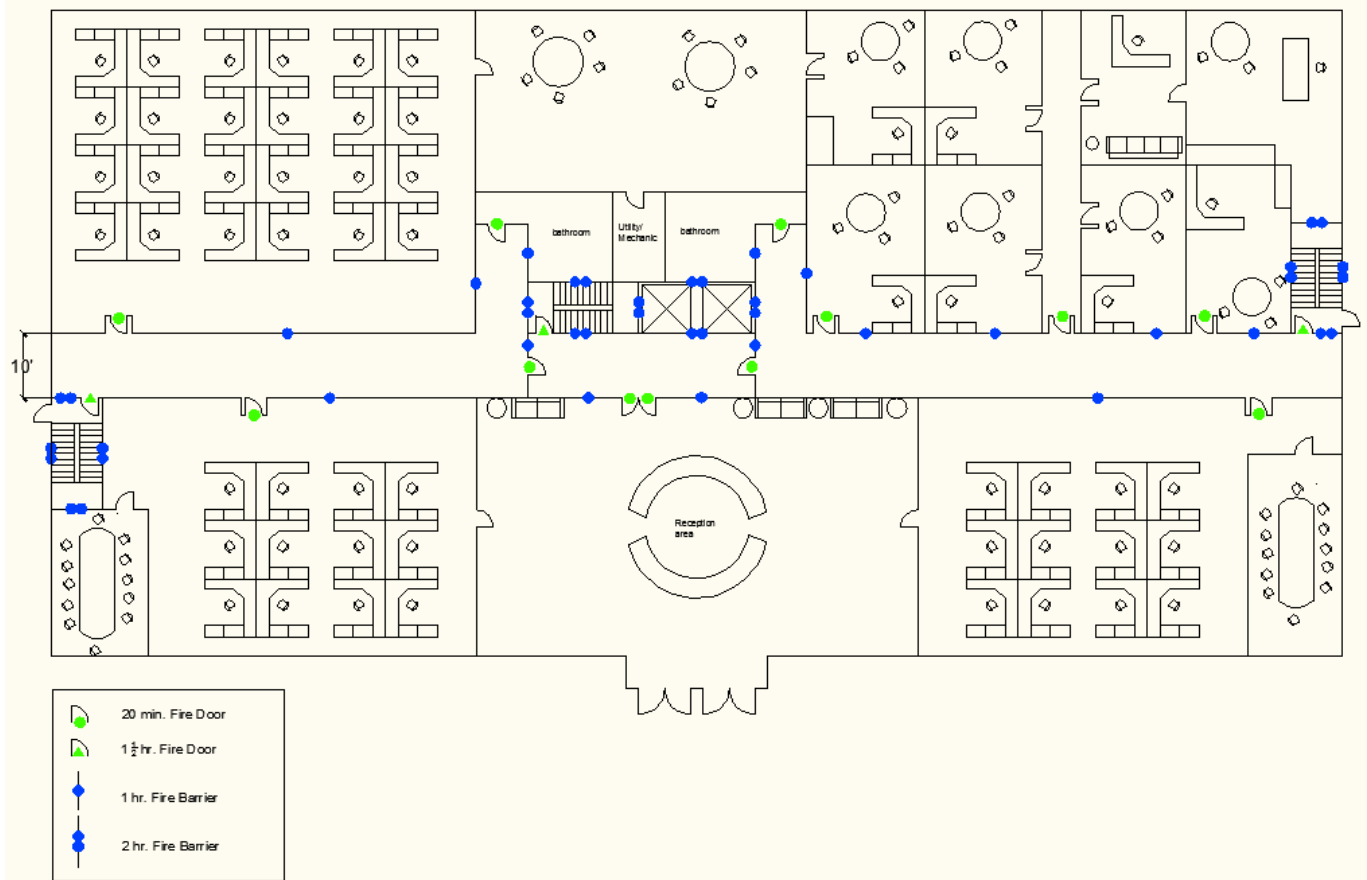 bathroom
Utility/
Mechanic
bathroom
10'
Reception
area
20 min. Fire Door
1 ½ hr. Fire Door
1 hr. Fire Barrier
2 hr. Fire Barrier